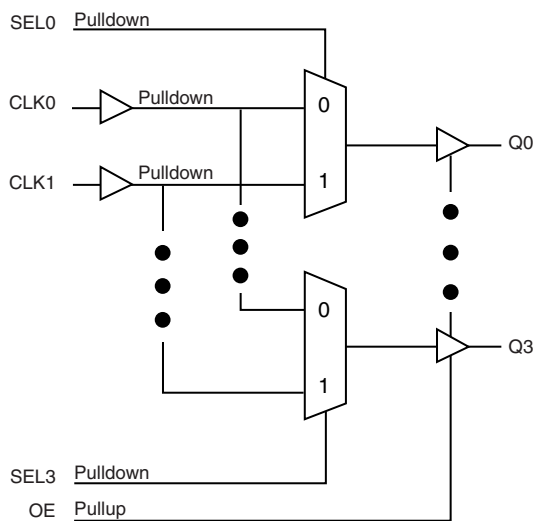 SEL0 Pulldown
CLK0 Pulldown 0
Q0
CLK1 Pulldown 1
0
Q3
1
SEL3 Pulldown
OE Pullup